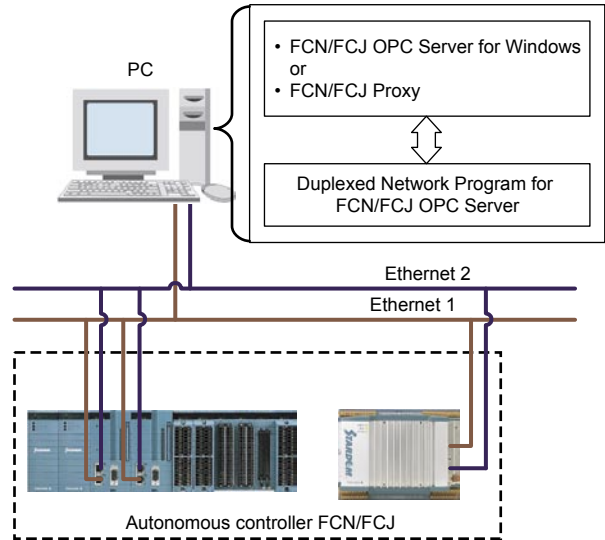 PC
• FCN/FCJ OPC Server for Windows
or
• FCN/FCJ Proxy
Duplexed Network Program for
FCN/FCJ OPC Server
Ethernet 2
Ethernet 1
STARDOM
Autonomous controller FCN/FCJ